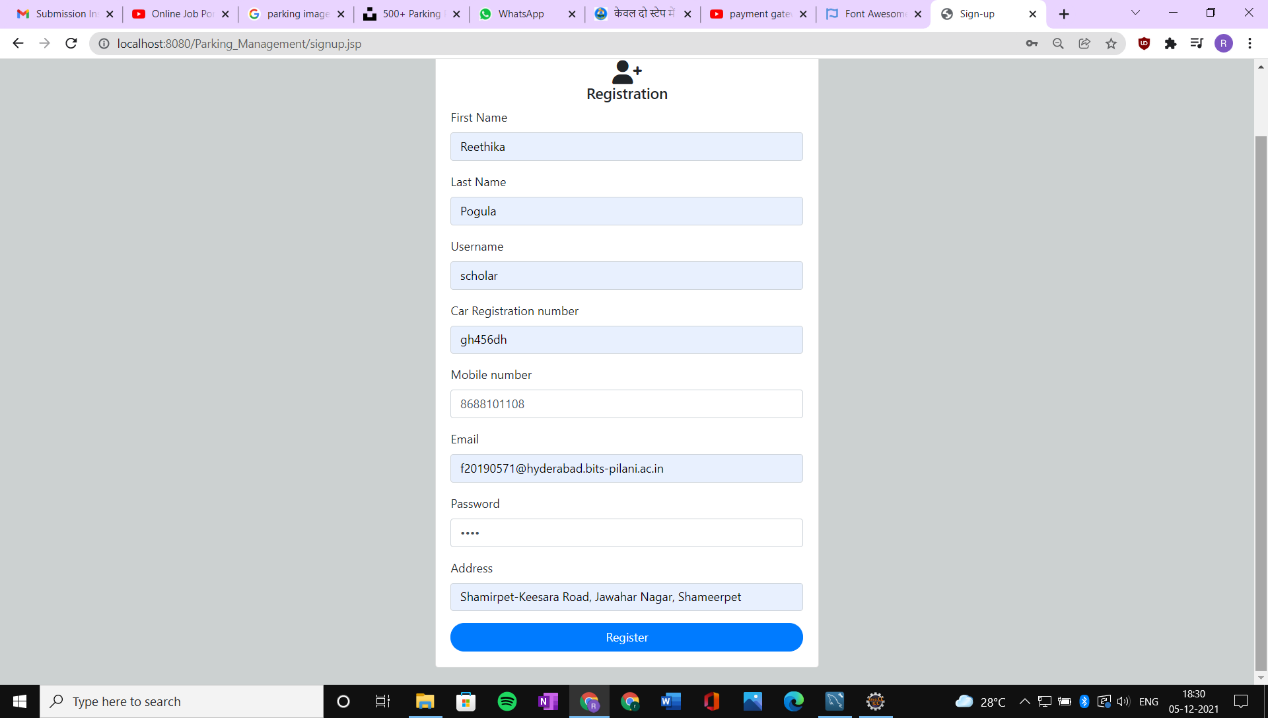 Submission In
Online Job Po
parking image
500+ Parking
WhatsApp
केवल दो स्टेप में
payment gate
Font Awesom
Sign-up
localhost:8080/Parking_Management/signup.jsp
R
Registration
First Name
Reethika
Last Name
Pogula
Username
scholar
Car Registration number
gh456dh
Mobile number
8688101108
Email
f20190571@hyderabad.bits-pilani.ac.in
Password
••••
Address
Shamirpet-Keesara Road, Jawahar Nagar, Shameerpet
Register
Type here to search
28°C
ENG
18:30
05-12-2021